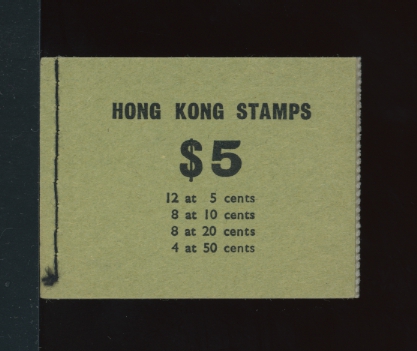 HONG KONG STAMPS
$5
12 at 5 cents
8 at 10 cents
8 at 20 cents
4 at 50 cents